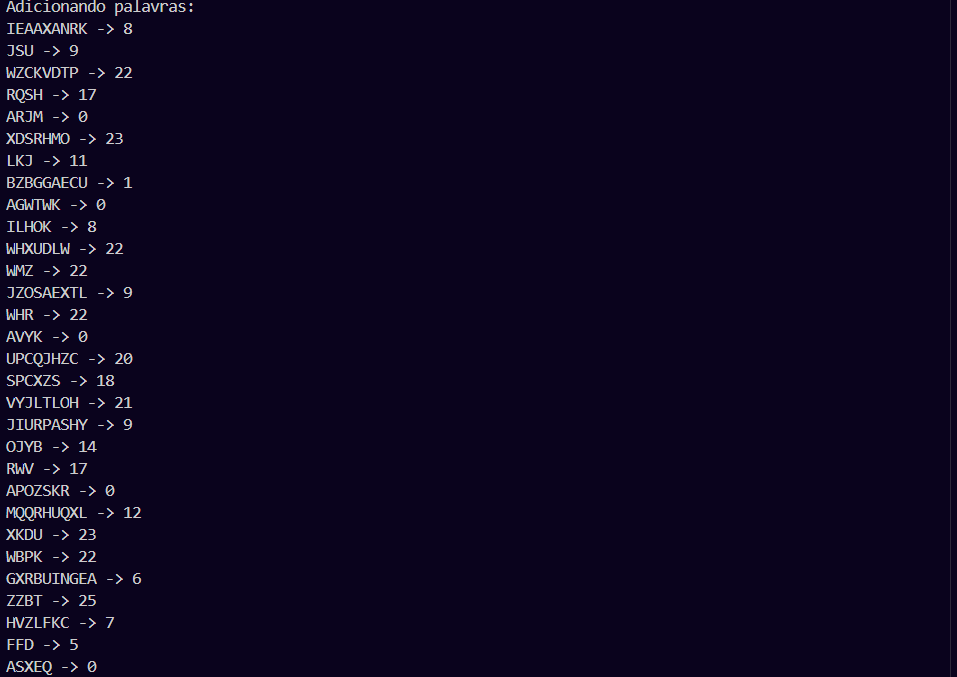 Adicionando palavras:
IEAAXANRK -> 8
JSU -> 9
WZCKVDTP -> 22
RQSH -> 17
ARJM -> 0
XDSRHMO -> 23
LKJ -> 11
BZBGGAECU -> 1
AGWTWK -> 0
ILHOK -> 8
WHXUDLW -> 22
WMZ -> 22
JZOSAEXTL -> 9
WHR -> 22
AVYK -> 0
UPCQJHZC -> 20
SPCXZS -> 18
VYJLTLOH -> 21
JIURPASHY -> 9
OJYB -> 14
RWV -> 17
APOZSKR -> 0
MQQRHUQXL -> 12
XKDU -> 23
WBPK -> 22
GXRBUINGEA -> 6
ZZBT -> 25
HVZLFKC -> 7
FFD -> 5
ASXEQ -> 0